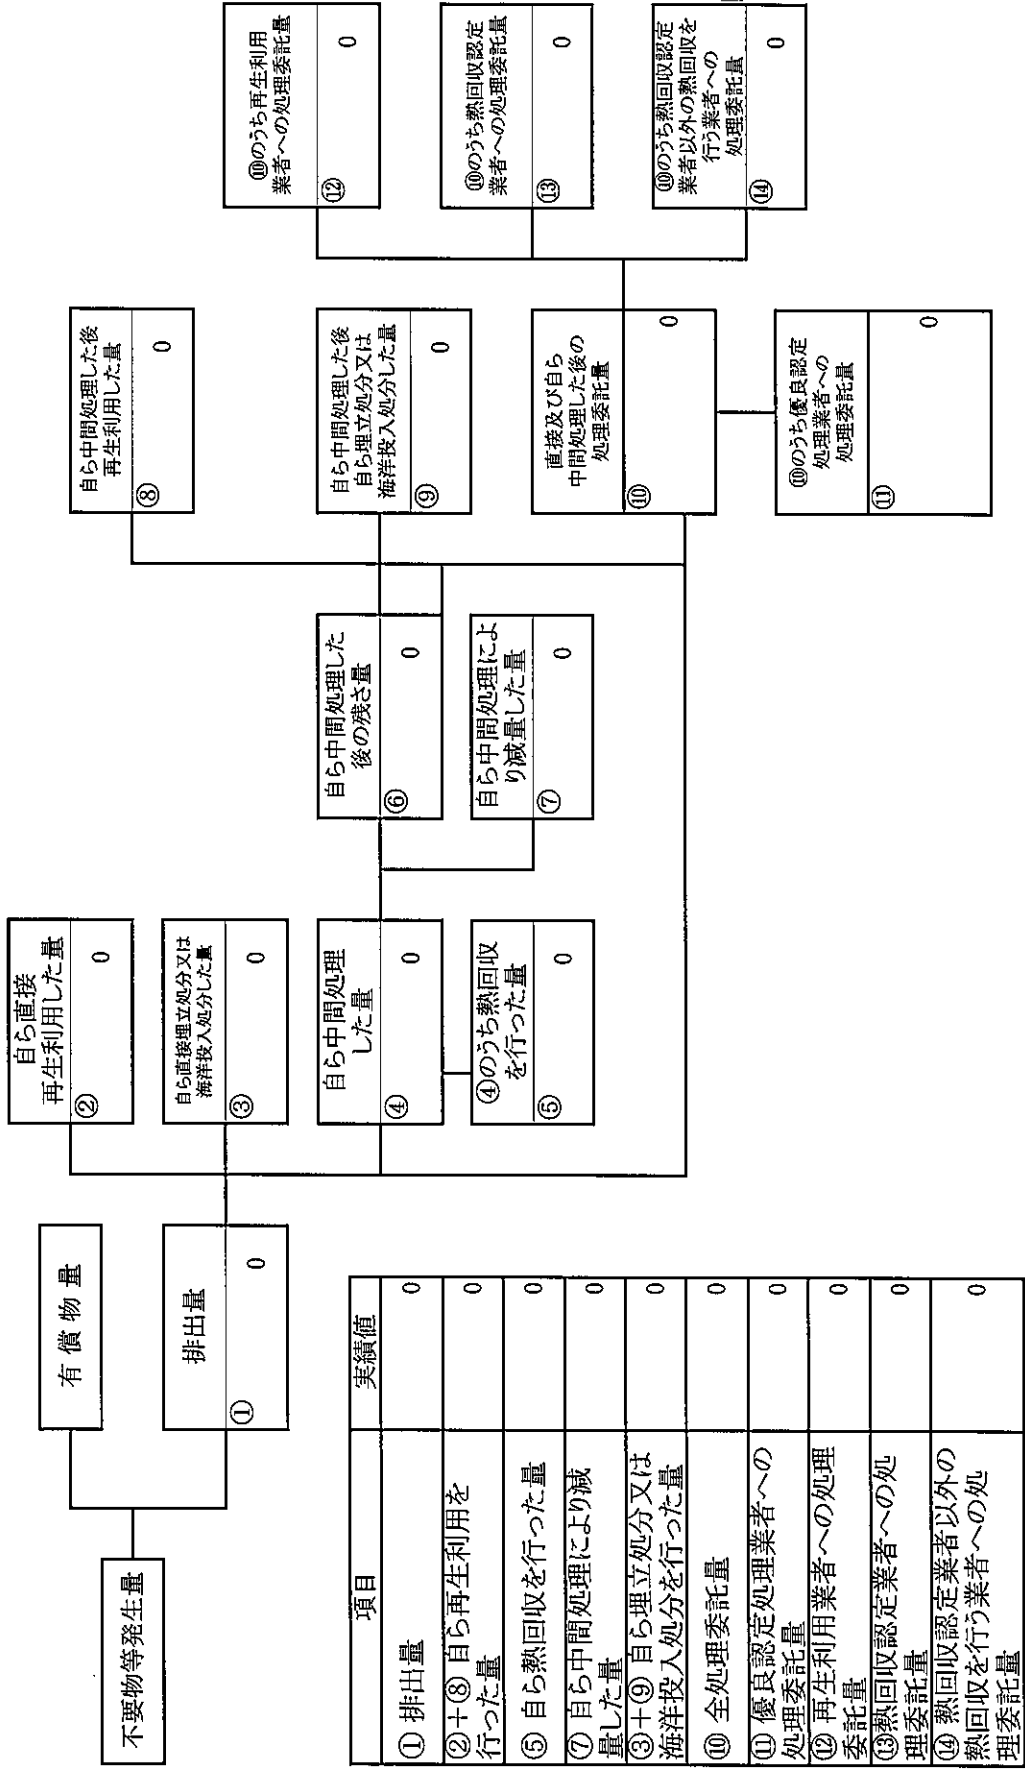 不要物等発生量
有償物量
排出量
① 0
自ら直接
再生利用した量
② 0
自ら直接埋立処分又は
海洋投入処分した量
③ 0
自ら中間処理
した量
④ 0
④のうち熱回収
を行った量
⑤ 0
自ら中間処理した
後の残さ量
⑥ 0
自ら中間処理によ
り減量した量
⑦ 0
自ら中間処理した後
再生利用した量
⑧ 0
自ら中間処理した後
自ら埋立処分又は
海洋投入処分した量
⑨ 0
直接及び自ら
中間処理した後の
処理委託量
⑩ 0
⑩のうち優良認定
処理業者への
処理委託量
⑪ 0
⑩のうち再生利用
業者への処理委託量
⑫ 0
⑩のうち熱回収認定
業者への処理委託量
⑬ 0
⑩のうち熱回収認定
業者以外の熱回収を
行う業者への
処理委託量
⑭ 0
項目 実績値
① 排出量 0
②+⑧ 自ら再生利用を
行った量 0
⑤ 自ら熱回収を行った量 0
⑦ 自ら中間処理により減
量した量 0
③+⑨ 自ら埋立処分又は
海洋投入処分を行った量 0
⑩ 全処理委託量 0
⑪ 優良認定処理業者への
処理委託量 0
⑫ 再生利用業者への処理
委託量 0
⑬熱回収認定業者への処
理委託量 0
⑭ 熱回収認定業者以外の
熱回収を行う業者への処
理委託量 0